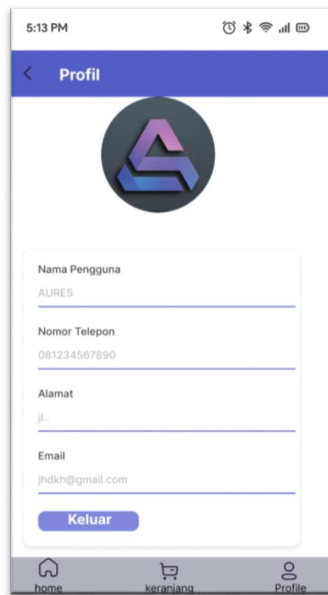 5:13 PM
Profil
Nama Pengguna
AURES
Nomor Telepon
081234567890
Alamat
jl..
Email
jhdkh@gmail.com
Keluar
home keranjang Profile